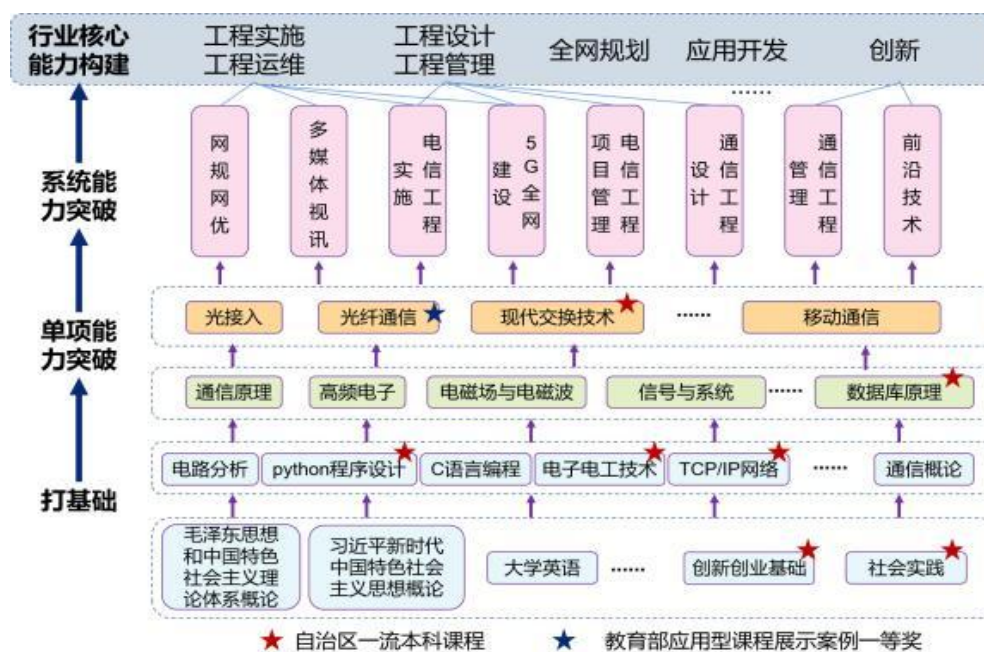 行业核心
能力构建
工程实施
工程运维
工程设计
工程管理
全网规划
应用开发
创新
……
系统能
力突破
网规网优
多媒体视讯
电信工程
实施
5G全网
建设
电信工程
项目管理
通信工程
设计
通信工程
管理
前沿技术
单项能
力突破
光接入
光纤通信
现代交换技术
……
移动通信
通信原理
高频电子
电磁场与电磁波
信号与系统
……
数据库原理
打基础
电路分析
python程序设计
C语言编程
电子电工技术
TCP/IP网络
……
通信概论
毛泽东思想
和中国特色
社会主义理
论体系概论
习近平新时代
中国特色社会
主义思想概论
大学英语
……
创新创业基础
社会实践
自治区一流本科课程
教育部应用型课程展示案例一等奖